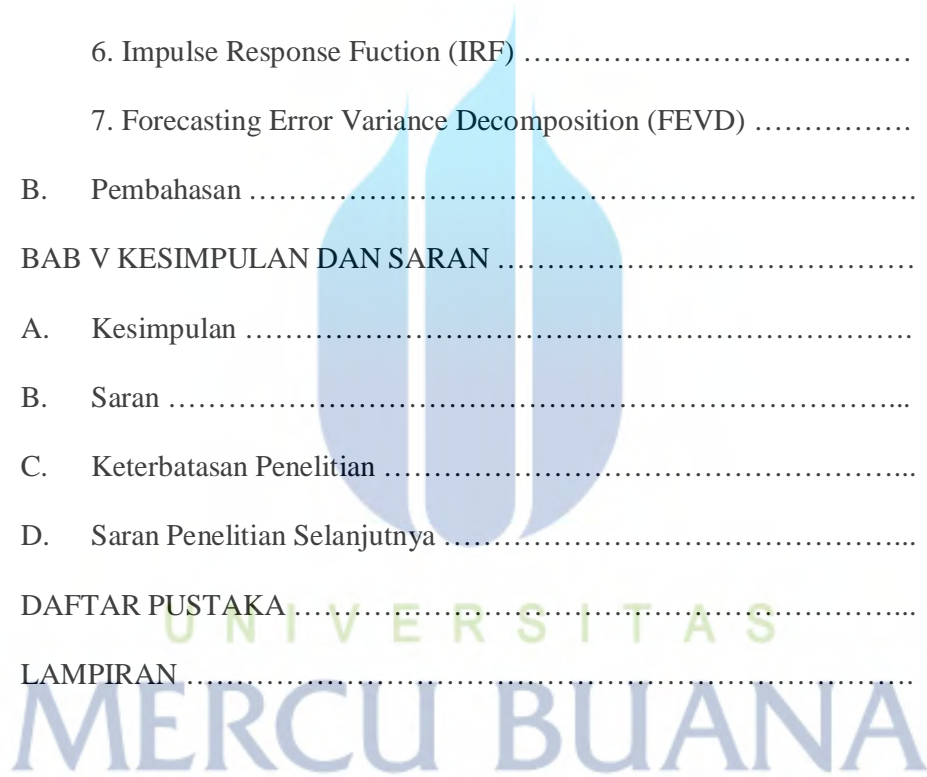 6. Impulse Response Fuction (IRF) …………………………………
7. Forecasting Error Variance Decomposition (FEVD) …………….
B. Pembahasan ………………………………………………………….
BAB V KESIMPULAN DAN SARAN ……………………………………
A. Kesimpulan ………………………………………………………….
B. Saran ………………………………………………………………...
C. Keterbatasan Penelitian ……………………………………………...
D. Saran Penelitian Selanjutnya ………………………………………...
DAFTAR PUSTAKA ……………………………………………………....
UNIVERSITAS
LAMPIRAN ……………………………………………………………….
MERCU BUANA